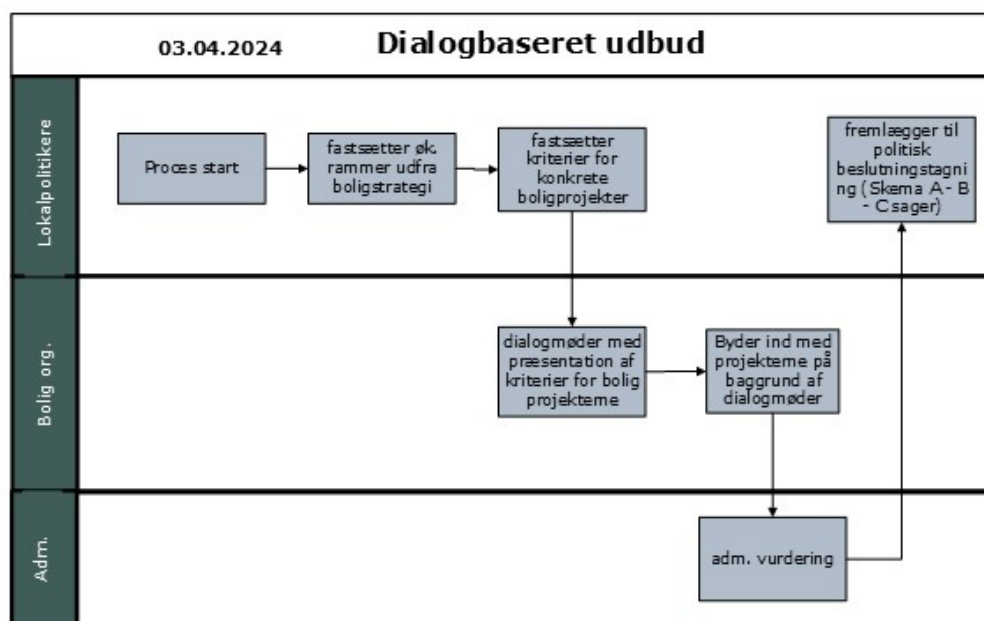 03.04.2024 Dialogbaseret udbud
Lokalpolitikere
Proces start
fastsætter øk.
rammer udfra
boligstrategi
fastsætter
kriterier for
konkrete
boligprojekter
fremlægger til
politisk
beslutningstagni
ng (Skema A - B
- C sager)
Bolig org.
dialogmøder med
præsentation af
kriterier for bolig
projekterne
Byder ind med
projekterne på
baggrund af
dialogmøder
Adm.
adm. vurdering